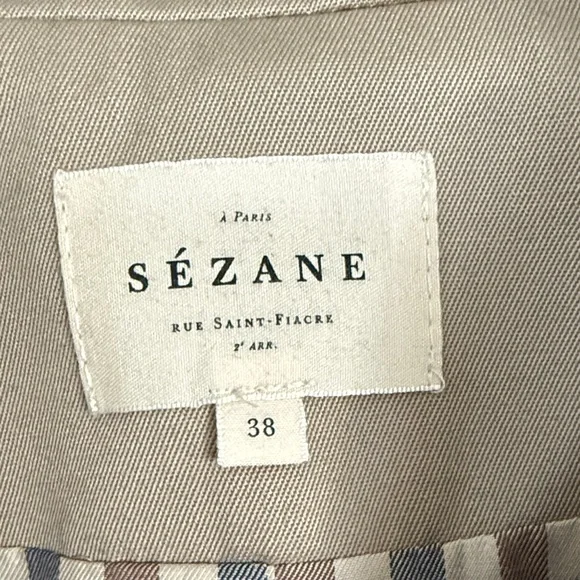 À PARIS
SÉZANE
RUE SAINT-FIACRE
2e ARR.
38